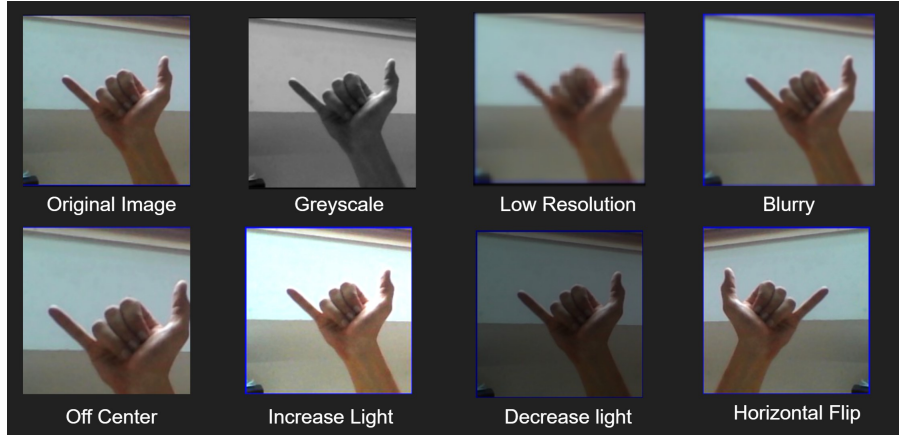 Original Image
Greyscale
Low Resolution
Blurry
Off Center
Increase Light
Decrease light
Horizontal Flip